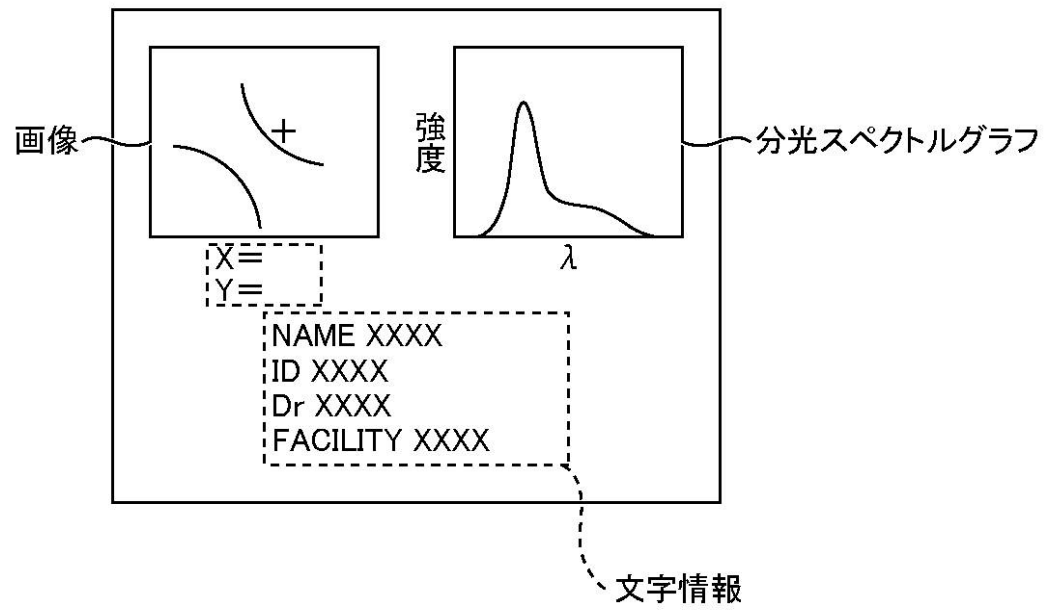 画像
強度
分光スペクトルグラフ
λ
X=
Y=
NAME XXXX
ID XXXX
Dr XXXX
FACILITY XXXX
文字情報